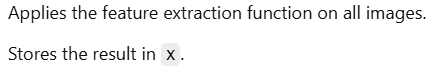 Applies the feature extraction function on all images.
Stores the result in x.